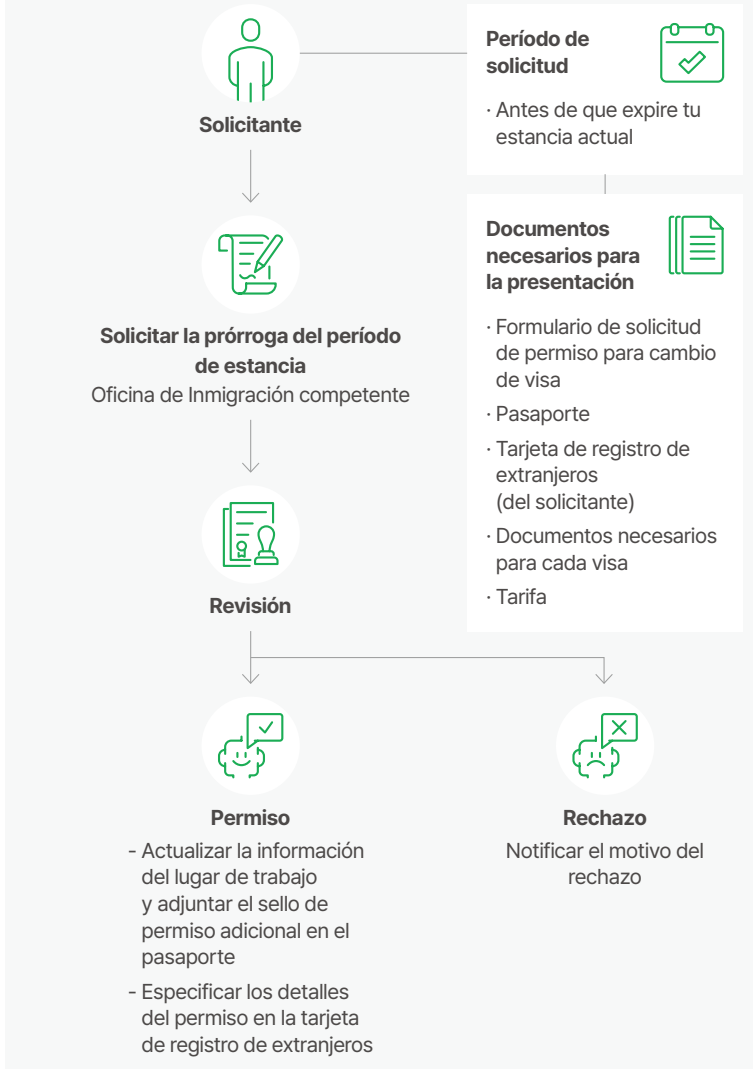 Solicitante
Período de
solicitud
· Antes de que expire tu
estancia actual
Solicitar la prórroga del período
de estancia
Oficina de Inmigración competente
Documentos
necesarios para
la presentación
· Formulario de solicitud
de permiso para cambio
de visa
· Pasaporte
· Tarjeta de registro de
extranjeros
(del solicitante)
· Documentos necesarios
para cada visa
· Tarifa
Revisión
Permiso
- Actualizar la información
del lugar de trabajo
y adjuntar el sello de
permiso adicional en el
pasaporte
- Especificar los detalles
del permiso en la tarjeta
de registro de extranjeros
Rechazo
Notificar el motivo del
rechazo